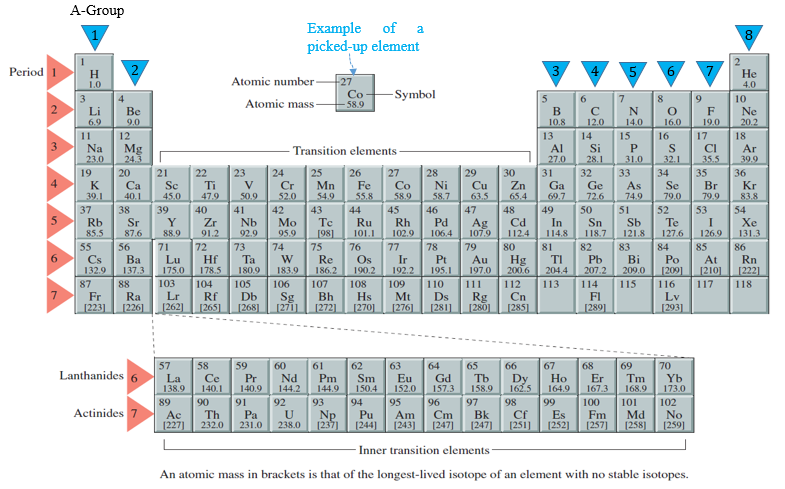 A-Group
1
Example of a
picked-up element
8
Period 1
1
H
1.0
2
Atomic number
27
Co
58.9
Symbol
Atomic mass
3 4 5 6 7
2
He
4.0
2
3 4 5 6 7 8 9 10
Li Be B C N O F Ne
6.9 9.0 10.8 12.0 14.0 16.0 19.0 20.2
3
11 12 13 14 15 16 17 18
Na Mg Al Si P S Cl Ar
23.0 24.3 27.0 28.1 31.0 32.1 35.5 39.9
Transition elements
4
19 20 21 22 23 24 25 26 27 28 29 30 31 32 33 34 35 36
K Ca Sc Ti V Cr Mn Fe Co Ni Cu Zn Ga Ge As Se Br Kr
39.1 40.1 45.0 47.9 50.9 52.0 54.9 55.8 58.9 58.7 63.5 65.4 69.7 72.6 74.9 79.0 79.9 83.8
5
37 38 39 40 41 42 43 44 45 46 47 48 49 50 51 52 53 54
Rb Sr Y Zr Nb Mo Tc Ru Rh Pd Ag Cd In Sn Sb Te I Xe
85.5 87.6 88.9 91.2 92.9 95.9 [98] 101.1 102.9 106.4 107.9 112.4 114.8 118.7 121.8 127.6 126.9 131.3
6
55 56 71 72 73 74 75 76 77 78 79 80 81 82 83 84 85 86
Cs Ba Lu Hf Ta W Re Os Ir Pt Au Hg Tl Pb Bi Po At Rn
132.9 137.3 175.0 178.5 180.9 183.9 186.2 190.2 192.2 195.1 197.0 200.6 204.4 207.2 209.0 [209] [210] [222]
7
87 88 103 104 105 106 107 108 109 110 111 112 113 114 115 116 117 118
Fr Ra Lr Rf Db Sg Bh Hs Mt Ds Rg Cn Fl Lv
[223] [226] [262] [265] [268] [271] [272] [270] [276] [281] [280] [285] [289] [293]
Lanthanides 6
57 58 59 60 61 62 63 64 65 66 67 68 69 70
La Ce Pr Nd Pm Sm Eu Gd Tb Dy Ho Er Tm Yb
138.9 140.1 140.9 144.2 144.9 150.4 152.0 157.3 158.9 162.5 164.9 167.3 168.9 173.0
Actinides 7
89 90 91 92 93 94 95 96 97 98 99 100 101 102
Ac Th Pa U Np Pu Am Cm Bk Cf Es Fm Md No
[227] 232.0 231.0 238.0 [237] [244] [243] [247] [247] [251] [252] [257] [258] [259]
Inner transition elements
An atomic mass in brackets is that of the longest-lived isotope of an element with no stable isotopes.